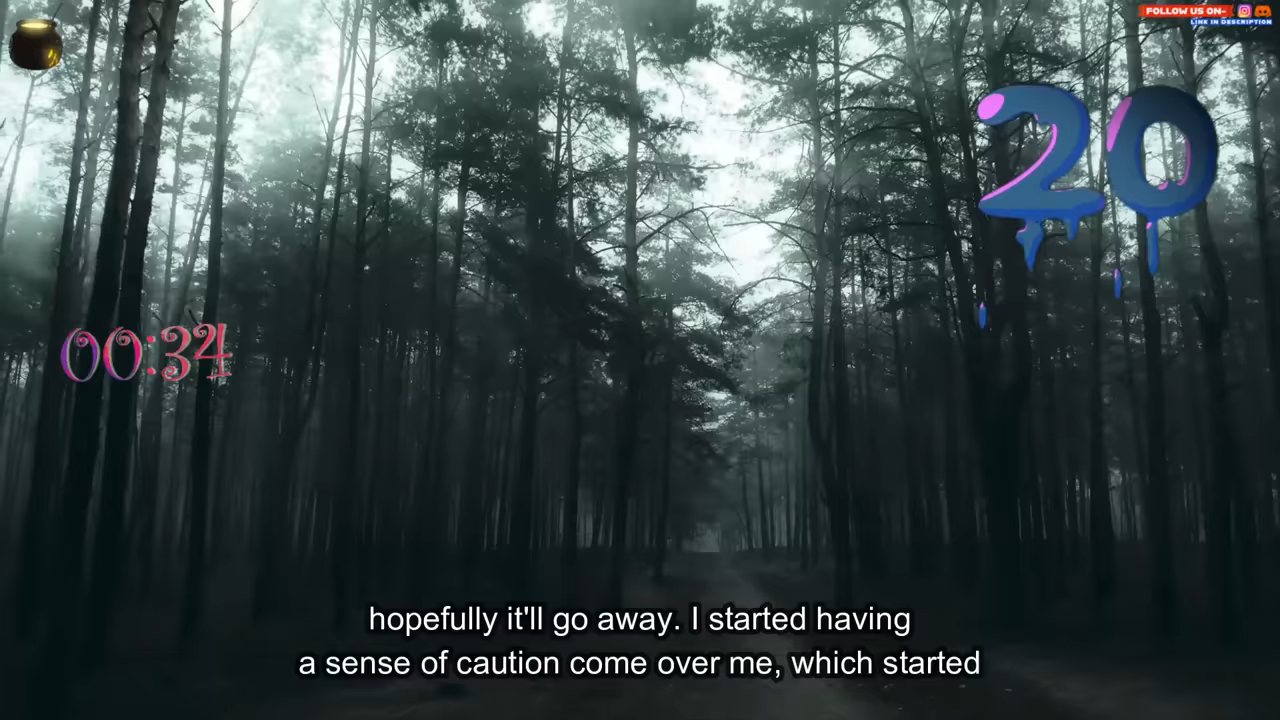 FOLLOW US ON-
LINK IN DESCRIPTION
20
00:34
hopefully it'll go away. I started having
a sense of caution come over me, which started